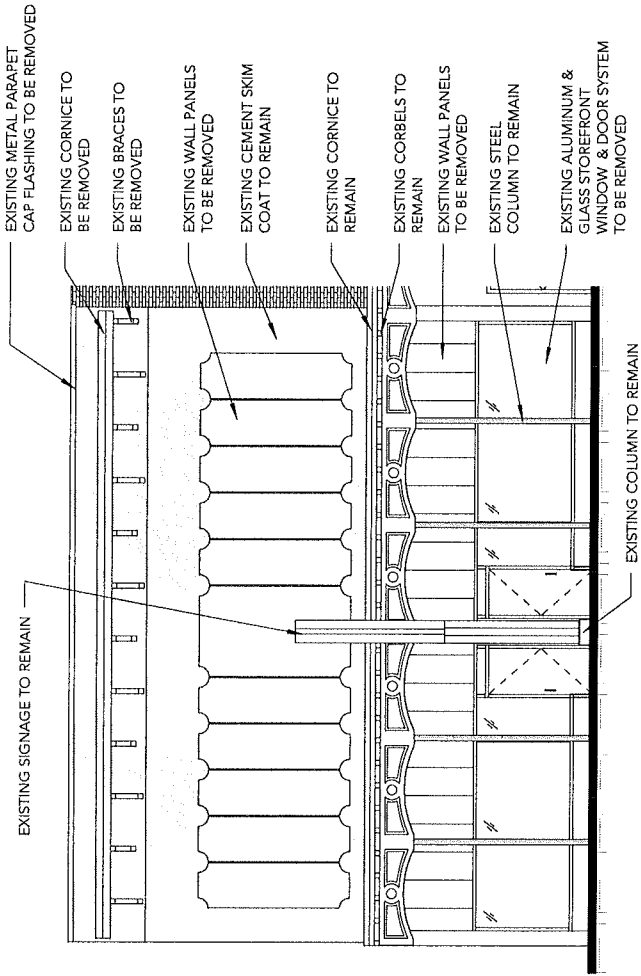 EXISTING METAL PARAPET
CAP FLASHING TO BE REMOVED
EXISTING CORNICE TO
BE REMOVED
EXISTING BRACES TO
BE REMOVED
EXISTING WALL PANELS
TO BE REMOVED
EXISTING CEMENT SKIM
COAT TO REMAIN
EXISTING CORNICE TO
REMAIN
EXISTING CORBELS TO
REMAIN
EXISTING WALL PANELS
TO BE REMOVED
EXISTING STEEL
COLUMN TO REMAIN
EXISTING ALUMINUM &
GLASS STOREFRONT
WINDOW & DOOR SYSTEM
TO BE REMOVED
EXISTING SIGNAGE TO REMAIN
EXISTING COLUMN TO REMAIN